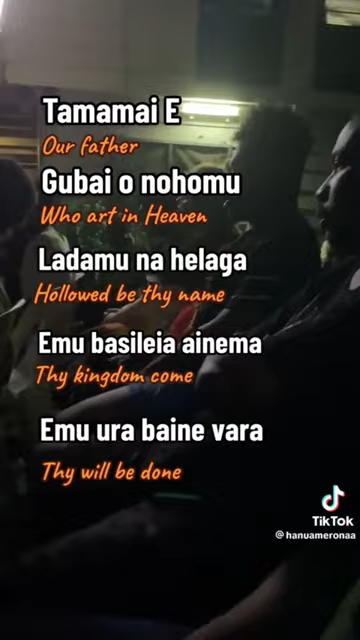 Tamamai E
Our father
Gubai o nohomu
Who art in Heaven
Ladamu na helaga
Hollowed be thy name
Emu basileia ainema
Thy kingdom come
Emu ura baine vara
Thy will be done
TikTok
@hanuameronaa